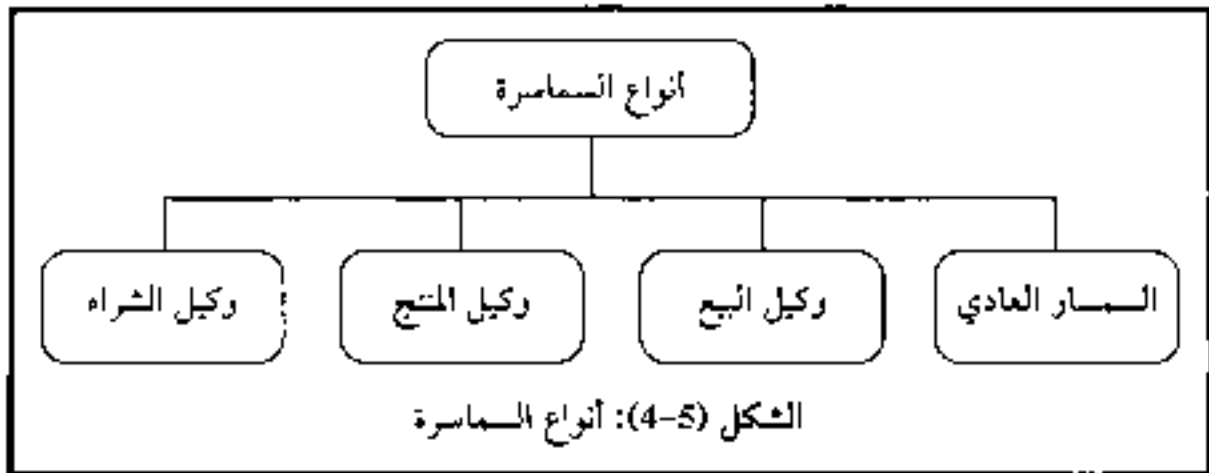 أنواع السماسرة
السمسار العادي
وكيل البيع
وكيل المنتج
وكيل الشراء
الشكل (5-4): أنواع السماسرة